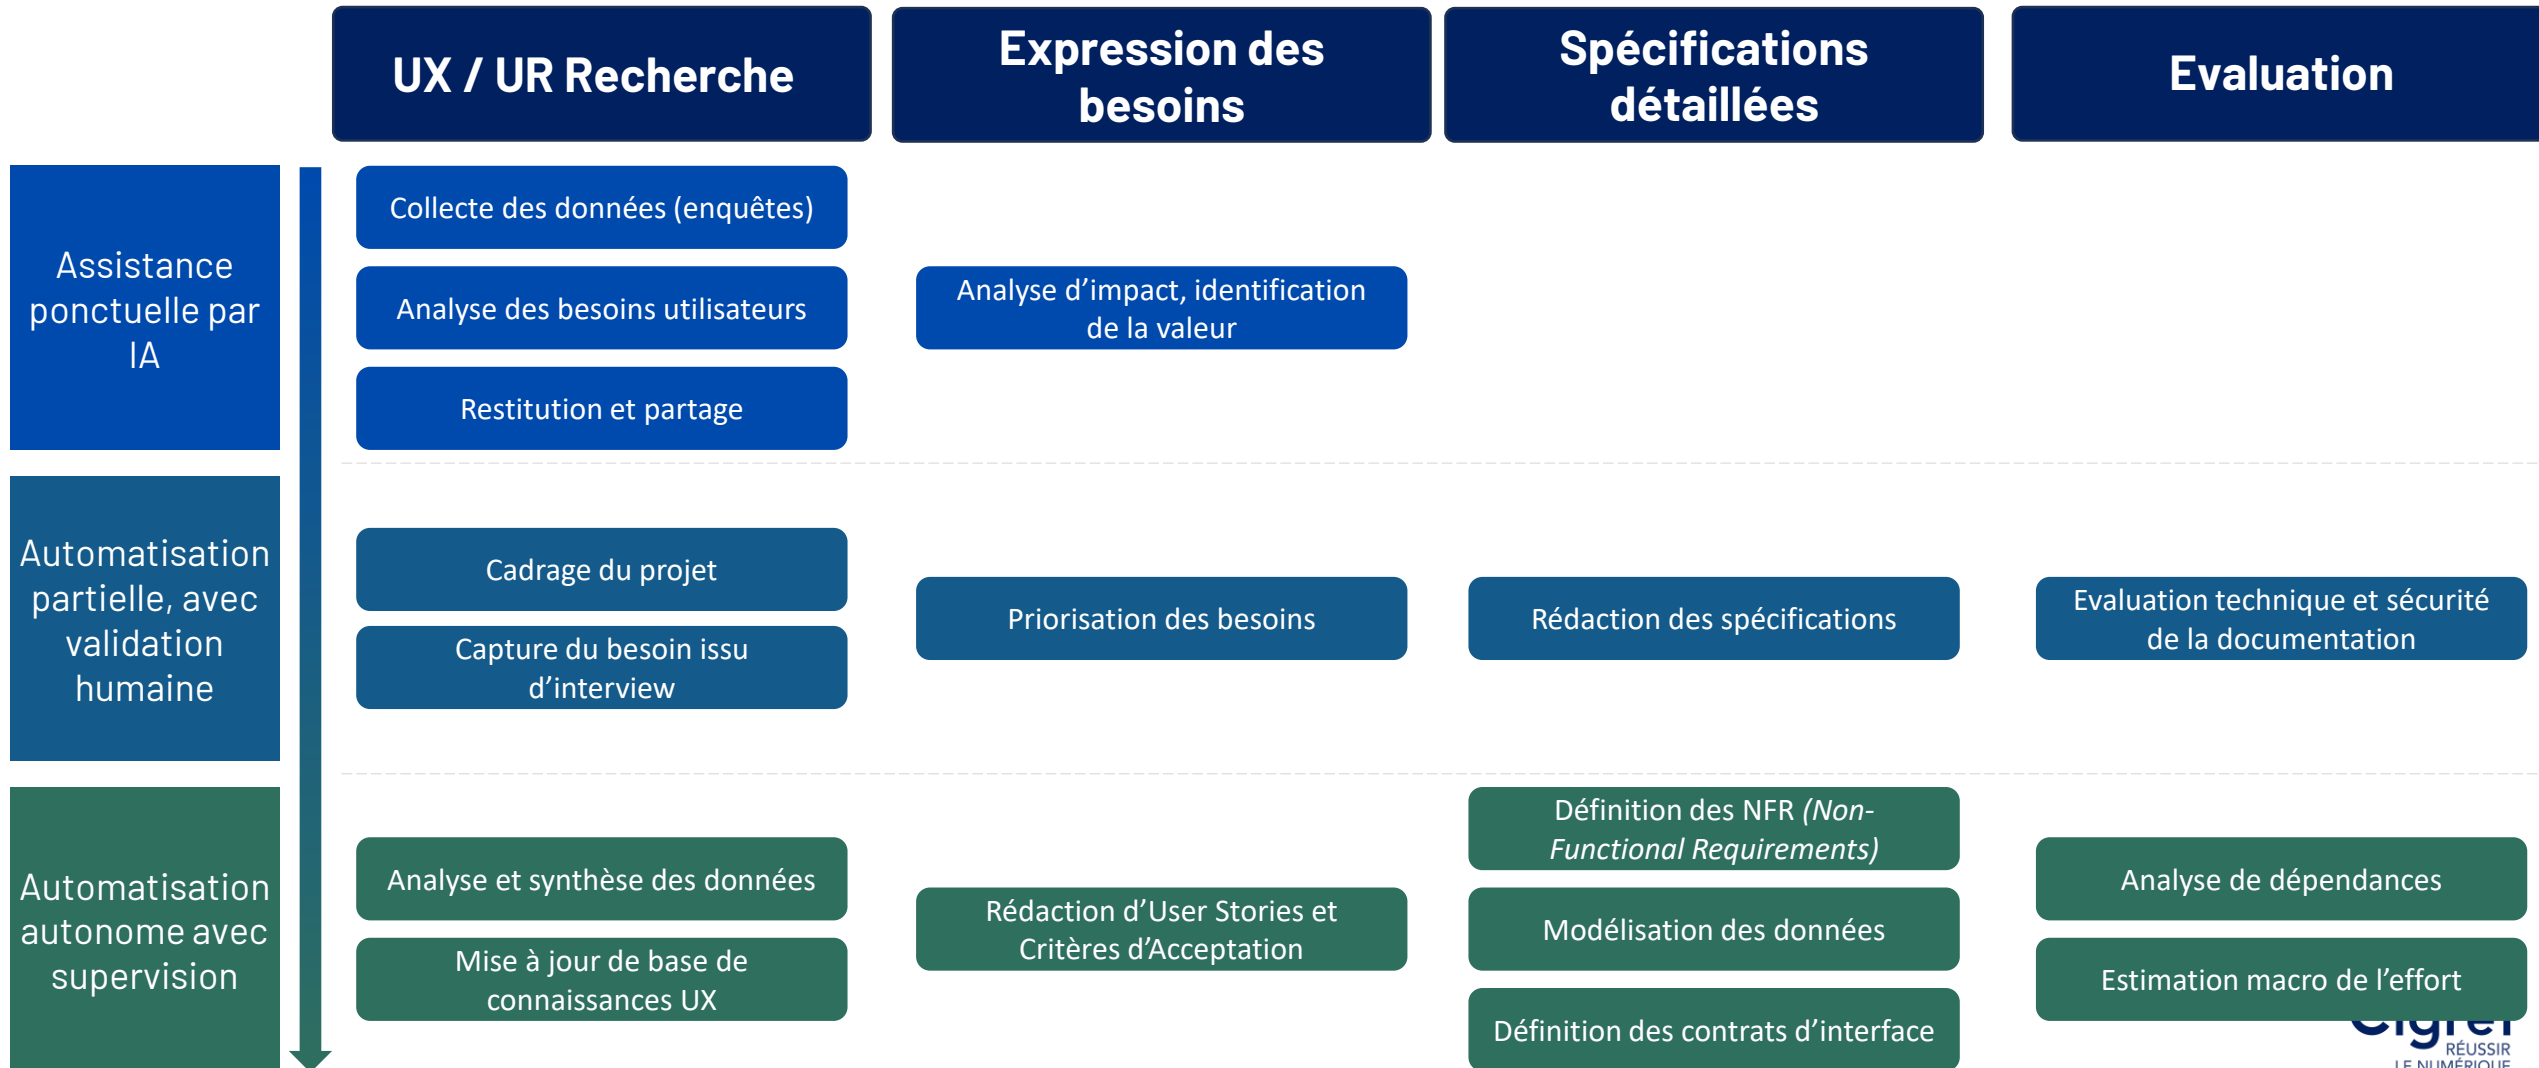 UX / UR Recherche
Expression des
besoins
Spécifications
détaillées
Evaluation
Assistance
ponctuelle par
IA
Collecte des données (enquêtes)
Analyse des besoins utilisateurs
Restitution et partage
Analyse d’impact, identification
de la valeur
Automatisation
partielle, avec
validation
humaine
Cadrage du projet
Capture du besoin issu
d’interview
Priorisation des besoins
Rédaction des spécifications
Evaluation technique et sécurité
de la documentation
Automatisation
autonome avec
supervision
Analyse et synthèse des données
Mise à jour de base de
connaissances UX
Rédaction d’User Stories et
Critères d’Acceptation
Définition des NFR (Non-
Functional Requirements)
Modélisation des données
Définition des contrats d’interface
Analyse de dépendances
Estimation macro de l’effort
Cigref
RÉUSSIR
LE NUMÉRIQUE